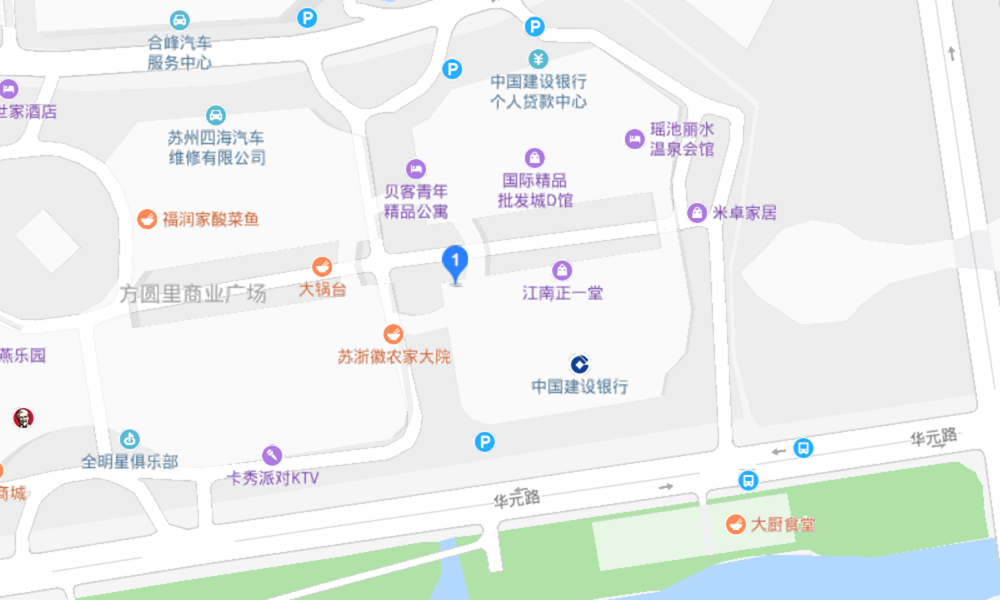 P
合峰汽车
服务中心
P
P
¥
中国建设银行
个人贷款中心
世家酒店
苏州四海汽车
维修有限公司
瑶池丽水
温泉会馆
国际精品
批发城D馆
贝客青年
精品公寓
福润家酸菜鱼
米卓家居
1
大锅台
方圆里商业广场
江南正一堂
苏浙徽农家大院
燕乐园
中国建设银行
P
全明星俱乐部
卡秀派对KTV
华元路
商城
华元路
大厨食堂